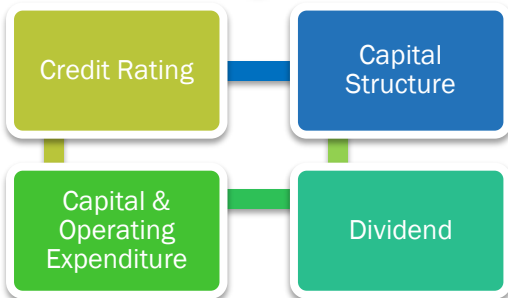 Credit Rating
Capital
Structure
Capital &
Operating
Expenditure
Dividend